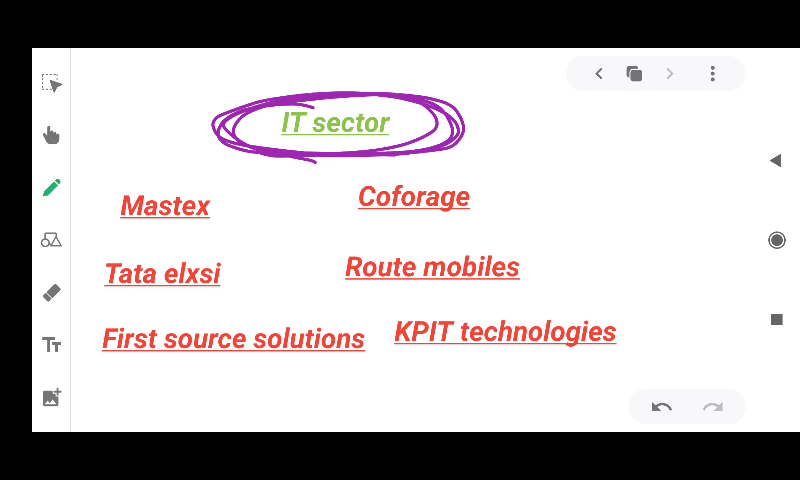 IT sector
Mastex
Coforage
Tata elxsi
Route mobiles
First source solutions
KPIT technologies